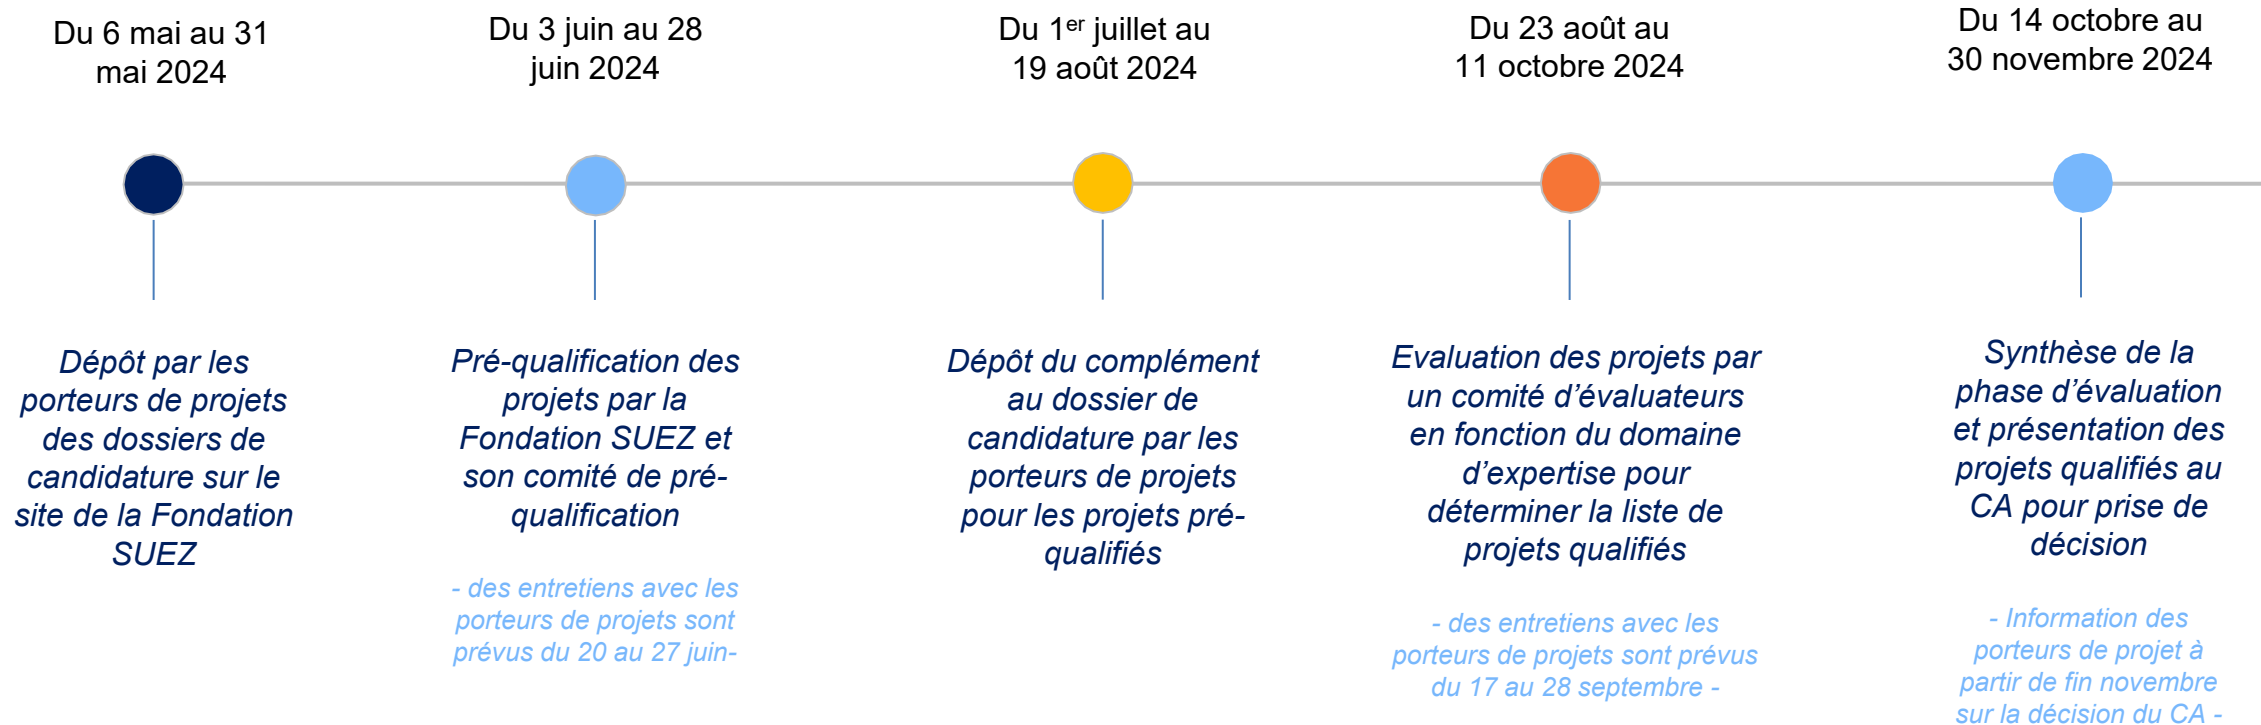 Du 6 mai au 31
mai 2024
Du 3 juin au 28
juin 2024
Du 1er juillet au
19 août 2024
Du 23 août au
11 octobre 2024
Du 14 octobre au
30 novembre 2024
Dépôt par les
porteurs de projets
des dossiers de
candidature sur le
site de la Fondation
SUEZ
Pré-qualification des
projets par la
Fondation SUEZ et
son comité de pré-
qualification
- des entretiens avec les
porteurs de projets sont
prévus du 20 au 27 juin-
Dépôt du complément
au dossier de
candidature par les
porteurs de projets
pour les projets pré-
qualifiés
Evaluation des projets par
un comité d’évaluateurs
en fonction du domaine
d’expertise pour
déterminer la liste de
projets qualifiés
- des entretiens avec les
porteurs de projets sont prévus
du 17 au 28 septembre -
Synthèse de la
phase d’évaluation
et présentation des
projets qualifiés au
CA pour prise de
décision
- Information des
porteurs de projet à
partir de fin novembre
sur la décision du CA -